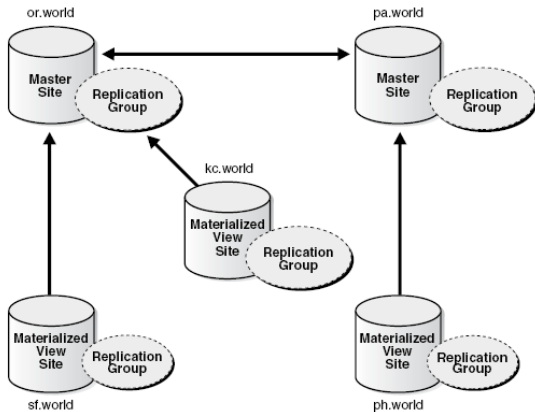 or.world
pa.world
Master
Site
Replication
Group
Master
Site
Replication
Group
kc.world
Materialized
View
Site
Replication
Group
Materialized
View
Site
Replication
Group
sf.world
Materialized
View
Site
Replication
Group
ph.world